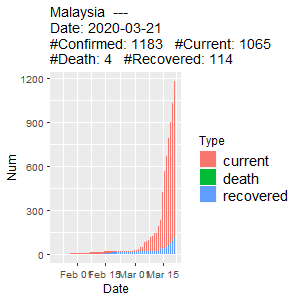 Malaysia  ---
Date: 2020-03-21
#Confirmed: 1183   #Current: 1065
#Death: 4   #Recovered: 114
1200
900
600
300
0
Num
Feb 01
Feb 15
Mar 01
Mar 15
Date
Type
current
death
recovered